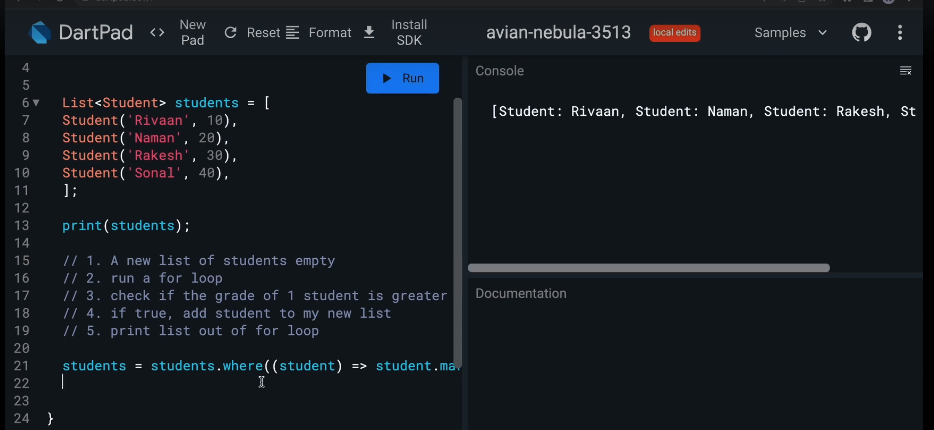 DartPad <> New Pad Reset Format Install SDK avian-nebula-3513 local edits Samples
Run
4
5
6 List<Student> students = [
7 Student('Rivaan', 10),
8 Student('Naman', 20),
9 Student('Rakesh', 30),
10 Student('Sonal', 40),
11 ];
12
13 print(students);
14
15 // 1. A new list of students empty
16 // 2. run a for loop
17 // 3. check if the grade of 1 student is greater
18 // 4. if true, add student to my new list
19 // 5. print list out of for loop
20
21 students = students.where((student) => student.ma
22
23
24 }
Console
[Student: Rivaan, Student: Naman, Student: Rakesh, St
Documentation